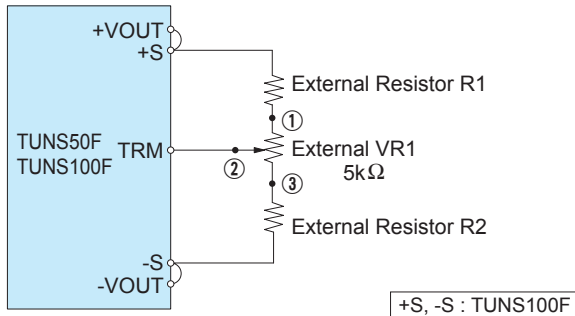 +VOUT
+S
External Resistor R1
①
TUNS50F
TUNS100F
TRM
②
External VR1
5kΩ
③
External Resistor R2
-S
-VOUT
+S, -S : TUNS100F